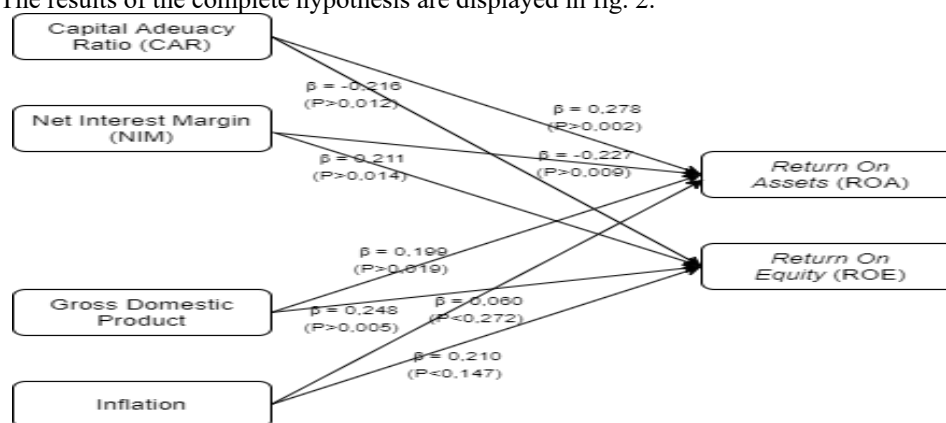 The results of the complete hypothesis are displayed in fig. 2.
Capital Adeuacy
Ratio (CAR)
β = -0,216
(P>0,012)
β = 0,278
(P>0,002)
Net Interest Margin
(NIM)
β = 0,211
(P>0,014)
β = -0,227
(P>0,009)
Return On
Assets (ROA)
β = 0,199
(P>0,019)
Return On
Equity (ROE)
Gross Domestic
Product
β = 0,248
(P>0,005)
β = 0,060
(P<0,272)
β = 0,210
(P<0,147)
Inflation